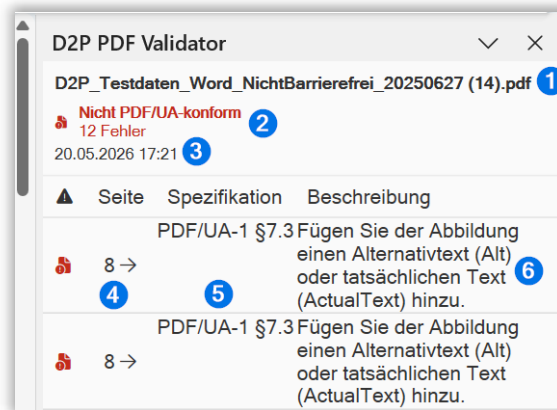 D2P PDF Validator
D2P_Testdaten_Word_NichtBarrierefrei_20250627 (14).pdf 1
Nicht PDF/UA-konform
12 Fehler 2
20.05.2026 17:21 3
Seite Spezifikation Beschreibung
8 → PDF/UA-1 §7.3 Fügen Sie der Abbildung
einen Alternativtext (Alt)
oder tatsächlichen Text 6
(ActualText) hinzu.
4 5
8 → PDF/UA-1 §7.3 Fügen Sie der Abbildung
einen Alternativtext (Alt)
oder tatsächlichen Text
(ActualText) hinzu.